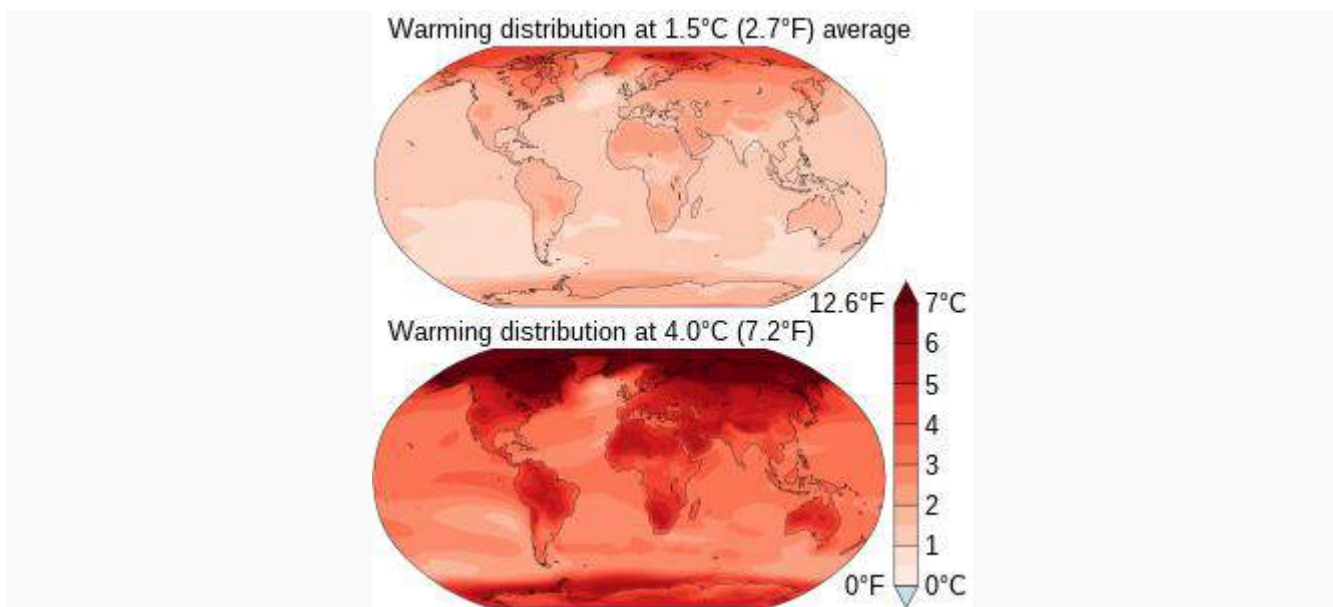 Warming distribution at 1.5°C (2.7°F) average
12.6°F 7°C
Warming distribution at 4.0°C (7.2°F)
6
5
4
3
2
1
0°F 0°C